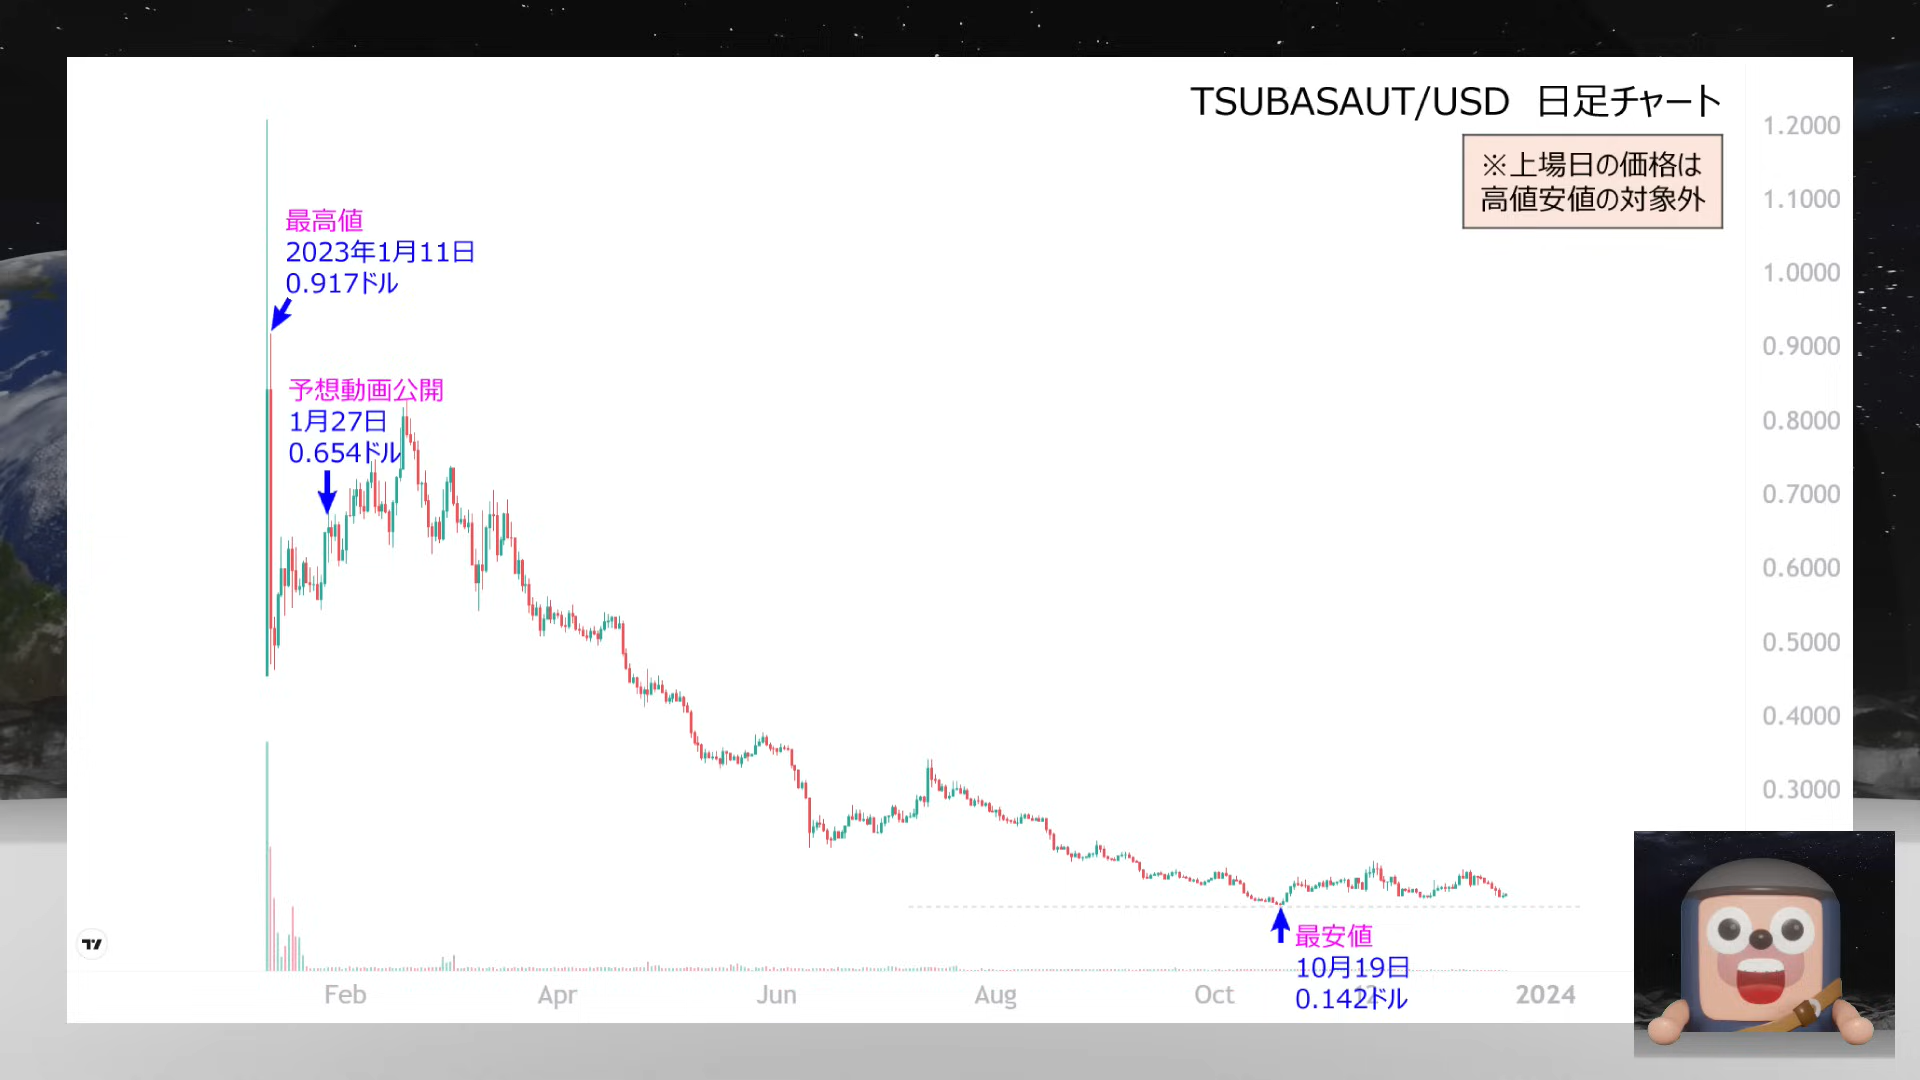 TSUBASAUT/USD 日足チャート
※上場日の価格は
高値安値の対象外
最高値
2023年1月11日
0.917ドル
予想動画公開
1月27日
0.654ドル
最安値
10月19日
0.142ドル
1.2000
1.1000
1.0000
0.9000
0.8000
0.7000
0.6000
0.5000
0.4000
0.3000
Feb
Apr
Jun
Aug
Oct
12
2024